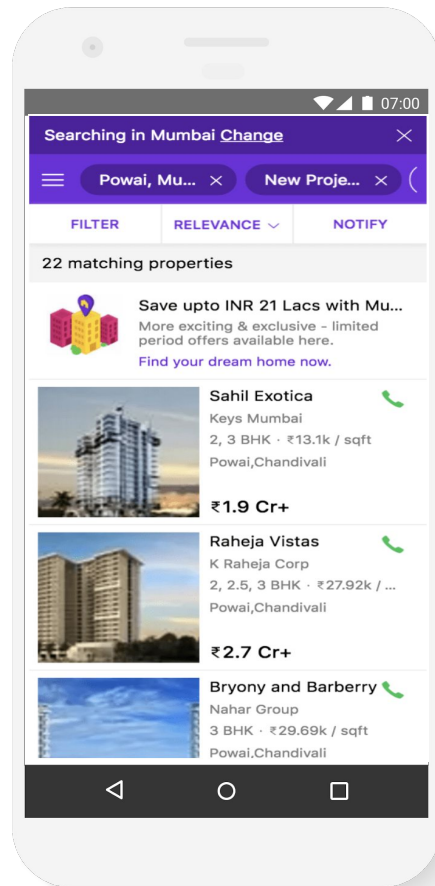 07:00
Searching in Mumbai Change
Powai, Mu... × New Proje... ×
FILTER RELEVANCE NOTIFY
22 matching properties
Save upto INR 21 Lacs with Mu...
More exciting & exclusive - limited
period offers available here.
Find your dream home now.
Sahil Exotica
Keys Mumbai
2, 3 BHK · ₹13.1k / sqft
Powai,Chandivali
₹1.9 Cr+
Raheja Vistas
K Raheja Corp
2, 2.5, 3 BHK · ₹27.92k / ...
Powai,Chandivali
₹2.7 Cr+
Bryony and Barberry
Nahar Group
3 BHK · ₹29.69k / sqft
Powai,Chandivali